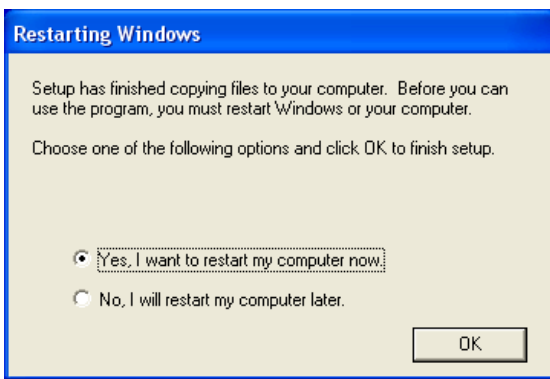 Restarting Windows
Setup has finished copying files to your computer.  Before you can
use the program, you must restart Windows or your computer.
Choose one of the following options and click OK to finish setup.
Yes, I want to restart my computer now.
No, I will restart my computer later.
OK